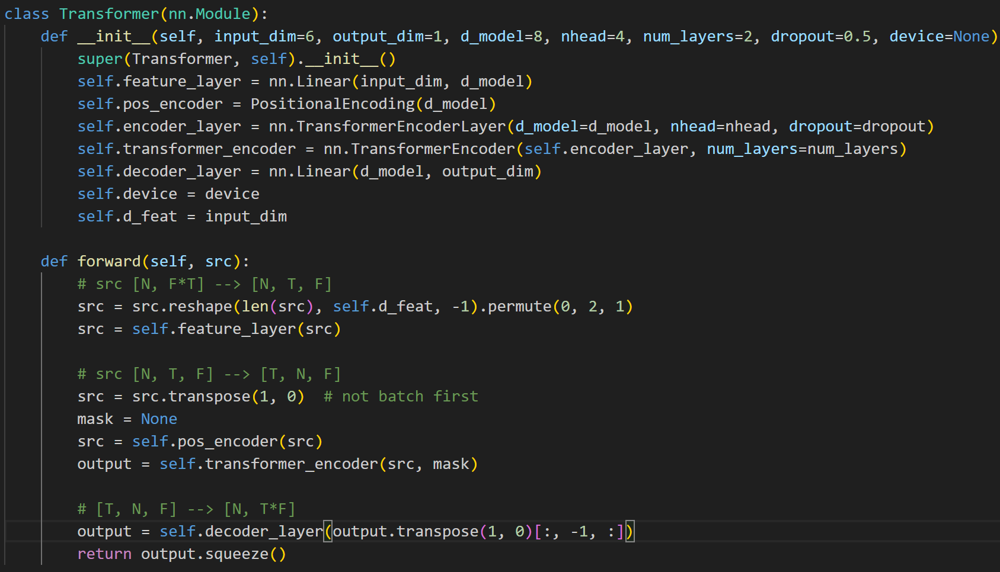 class Transformer(nn.Module):
    def __init__(self, input_dim=6, output_dim=1, d_model=8, nhead=4, num_layers=2, dropout=0.5, device=None)
        super(Transformer, self).__init__()
        self.feature_layer = nn.Linear(input_dim, d_model)
        self.pos_encoder = PositionalEncoding(d_model)
        self.encoder_layer = nn.TransformerEncoderLayer(d_model=d_model, nhead=nhead, dropout=dropout)
        self.transformer_encoder = nn.TransformerEncoder(self.encoder_layer, num_layers=num_layers)
        self.decoder_layer = nn.Linear(d_model, output_dim)
        self.device = device
        self.d_feat = input_dim

    def forward(self, src):
        # src [N, F*T] --> [N, T, F]
        src = src.reshape(len(src), self.d_feat, -1).permute(0, 2, 1)
        src = self.feature_layer(src)

        # src [N, T, F] --> [T, N, F]
        src = src.transpose(1, 0)  # not batch first
        mask = None
        src = self.pos_encoder(src)
        output = self.transformer_encoder(src, mask)

        # [T, N, F] --> [N, T*F]
        output = self.decoder_layer(output.transpose(1, 0)[:, -1, :])
        return output.squeeze()